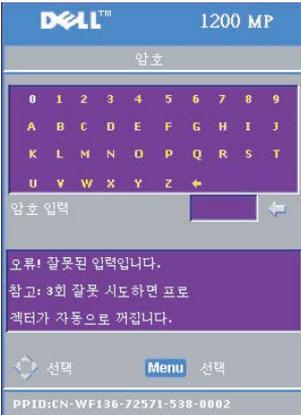 DELL™ 1200 MP
암호
0 1 2 3 4 5 6 7 8 9
A B C D E F G H I J
K L M N O P Q R S T
U V W X Y Z ←
암호 입력
오류! 잘못된 입력입니다.
참고: 3회 잘못 시도하면 프로
젝터가 자동으로 꺼집니다.
선택 Menu 선택
PPID:CN-WF136-72571-538-0002